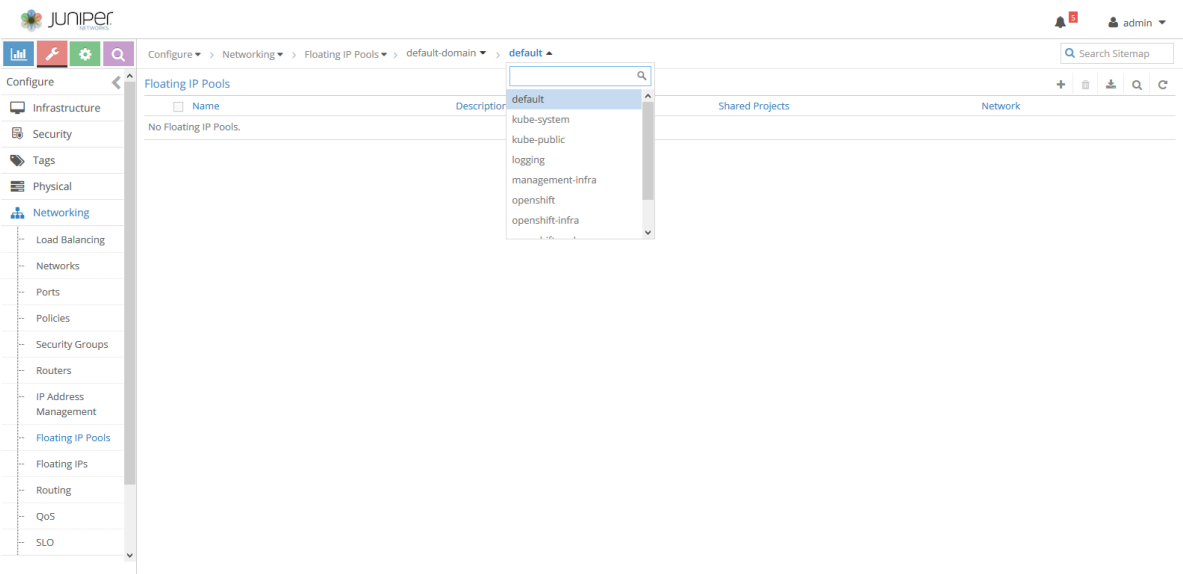 JUNIPER
NETWORKS
5
admin
Configure > Networking > Floating IP Pools > default-domain > default
Search Sitemap
Configure
Infrastructure
Security
Tags
Physical
Networking
Load Balancing
Networks
Ports
Policies
Security Groups
Routers
IP Address
Management
Floating IP Pools
Floating IPs
Routing
QoS
SLO
Floating IP Pools
Name Description Shared Projects Network
No Floating IP Pools.
default
kube-system
kube-public
logging
management-infra
openshift
openshift-infra